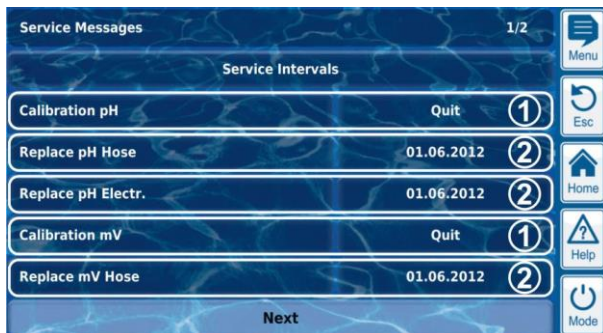 Service Messages 1/2
Service Intervals
Calibration pH Quit 1
Replace pH Hose 01.06.2012 2
Replace pH Electr. 01.06.2012 2
Calibration mV Quit 1
Replace mV Hose 01.06.2012 2
Next
Menu
Esc
Home
?
Help
Mode